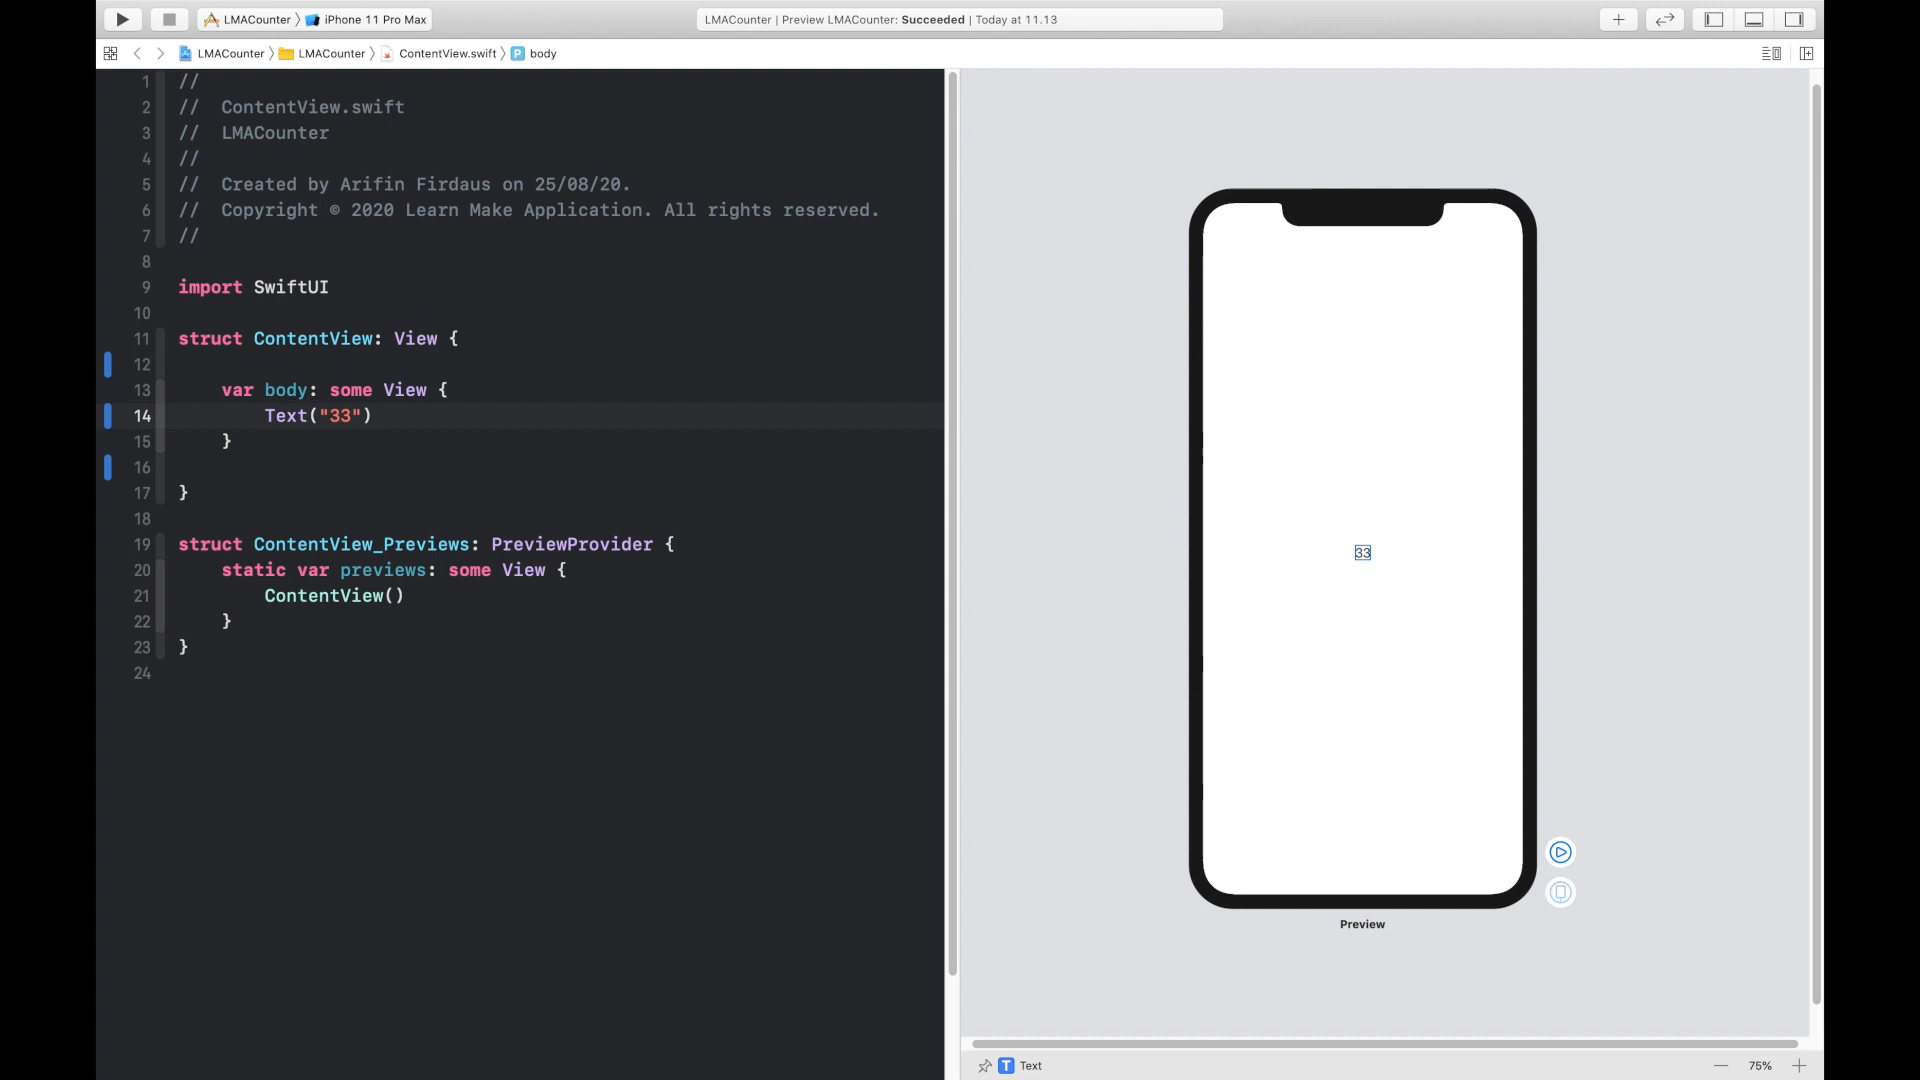 LMACounter 〉 iPhone 11 Pro Max
LMACounter | Preview LMACounter: Succeeded | Today at 11.13
LMACounter 〉 LMACounter 〉 ContentView.swift 〉 P body
1 //
2 //  ContentView.swift
3 //  LMACounter
4 //
5 //  Created by Arifin Firdaus on 25/08/20.
6 //  Copyright © 2020 Learn Make Application. All rights reserved.
7 //
8
9 import SwiftUI
10
11 struct ContentView: View {
12
13     var body: some View {
14         Text("33")
15     }
16
17 }
18
19 struct ContentView_Previews: PreviewProvider {
20     static var previews: some View {
21         ContentView()
22     }
23 }
24
33
Preview
T Text
75%